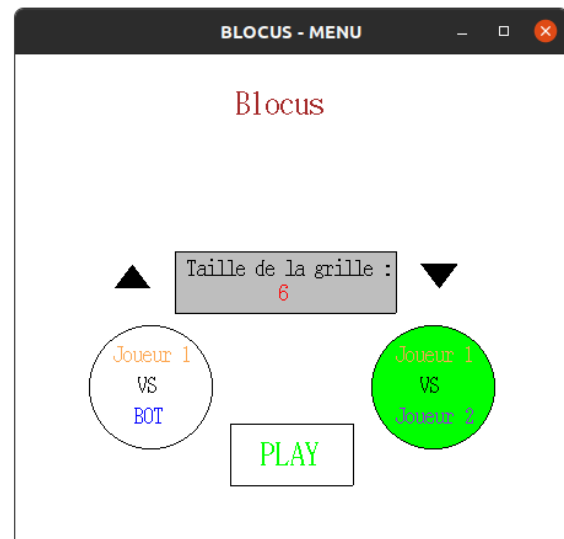 BLOCUS - MENU
Blocus
Taille de la grille :
6
Joueur 1
VS
BOT
Joueur 1
VS
Joueur 2
PLAY